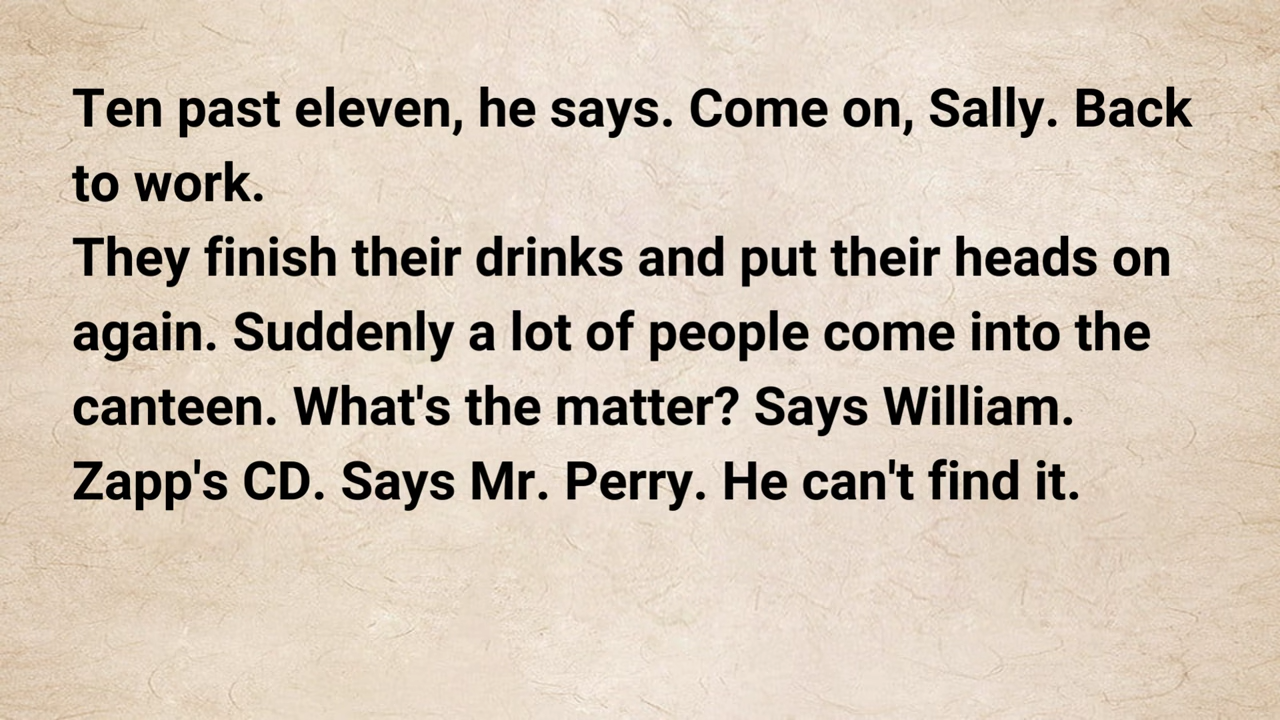 Ten past eleven, he says. Come on, Sally. Back
to work.
They finish their drinks and put their heads on
again. Suddenly a lot of people come into the
canteen. What's the matter? Says William.
Zapp's CD. Says Mr. Perry. He can't find it.